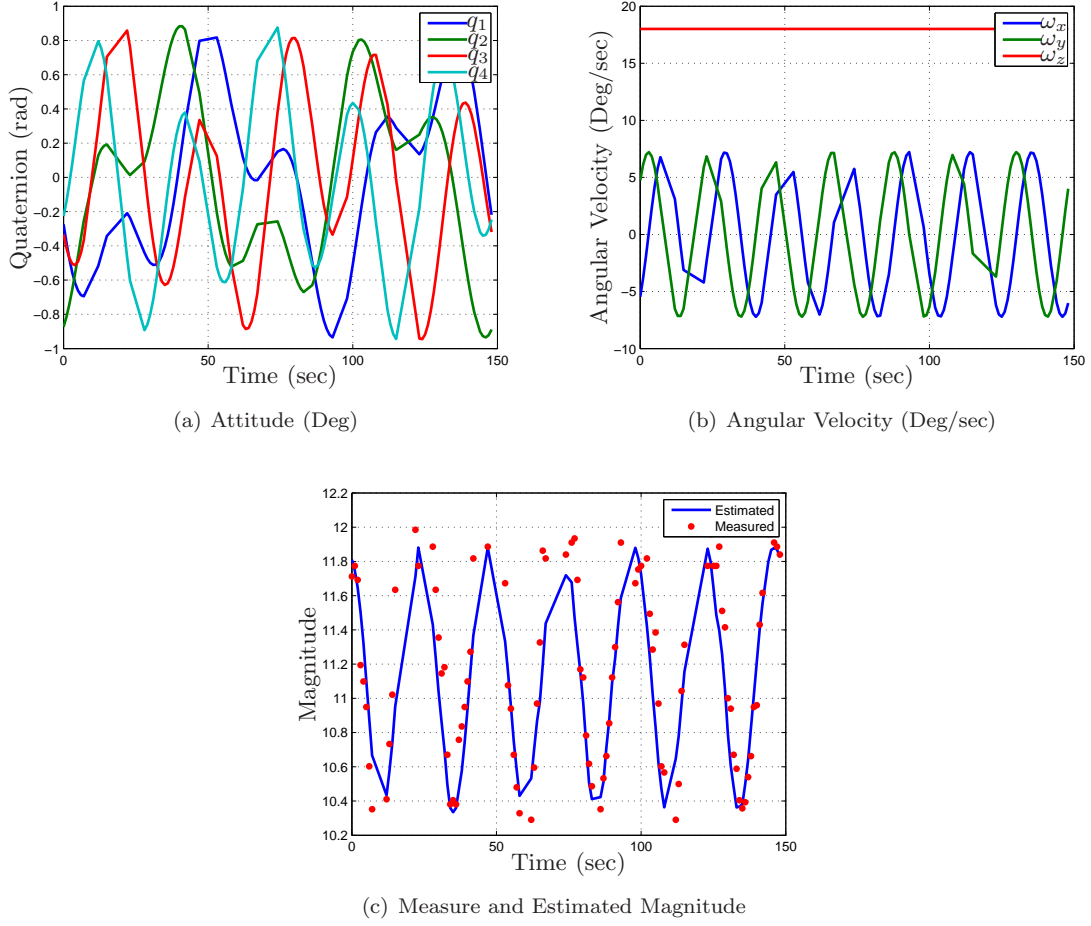 1
0.8
0.6
0.4
0.2
0
−0.2
−0.4
−0.6
−0.8
−1
0
50
100
150
Quaternion (rad)
Time (sec)
q1
q2
q3
q4
(a) Attitude (Deg)
20
15
10
5
0
−5
−10
0
50
100
150
Angular Velocity (Deg/sec)
Time (sec)
ωx
ωy
ωz
(b) Angular Velocity (Deg/sec)
12.2
12
11.8
11.6
11.4
11.2
11
10.8
10.6
10.4
10.2
0
50
100
150
Magnitude
Time (sec)
Estimated
Measured
(c) Measure and Estimated Magnitude